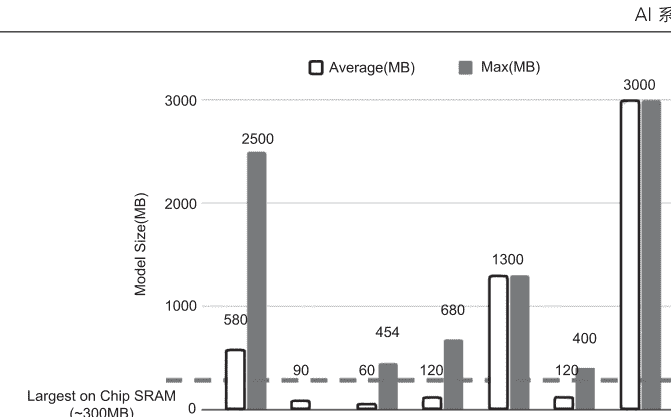 AI 系
Average(MB) Max(MB)
3000
3000
2500
2000
Model Size(MB)
1300
1000
680
580
454
400
90 60 120 120
Largest on Chip SRAM
(~300MB)
0